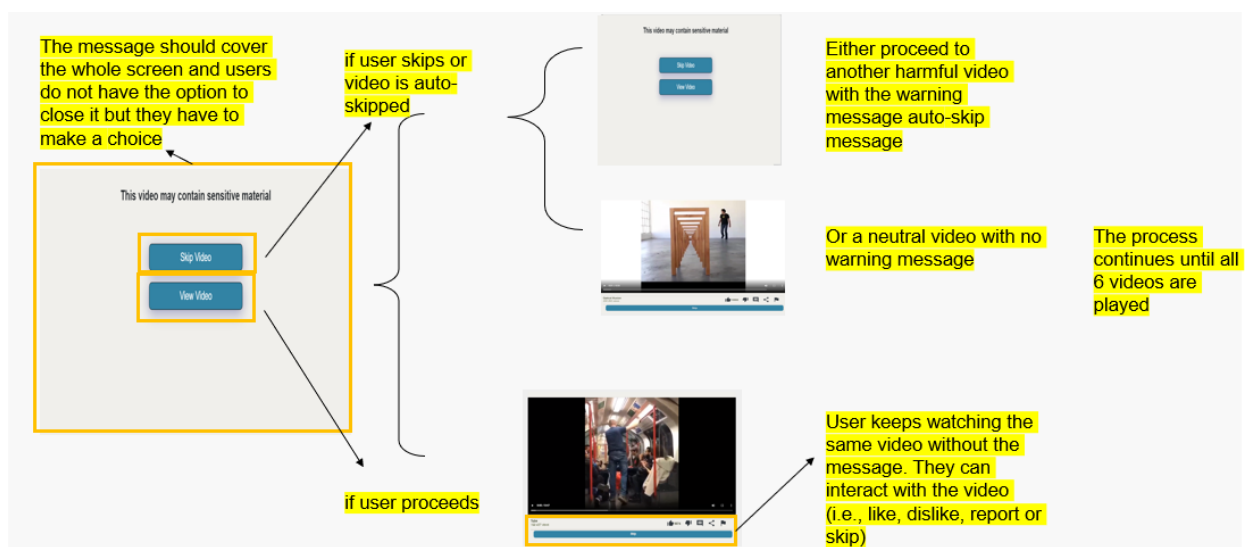 The message should cover
the whole screen and users
do not have the option to
close it but they have to
make a choice
This video may contain sensitive material
Skip Video
View Video
if user skips or
video is auto-
skipped
if user proceeds
This video may contain sensitive material
Skip Video
View Video
Either proceed to
another harmful video
with the warning
message auto-skip
message
Or a neutral video with no
warning message
The process
continues until all
6 videos are
played
User keeps watching the
same video without the
message. They can
interact with the video
(i.e., like, dislike, report or
skip)